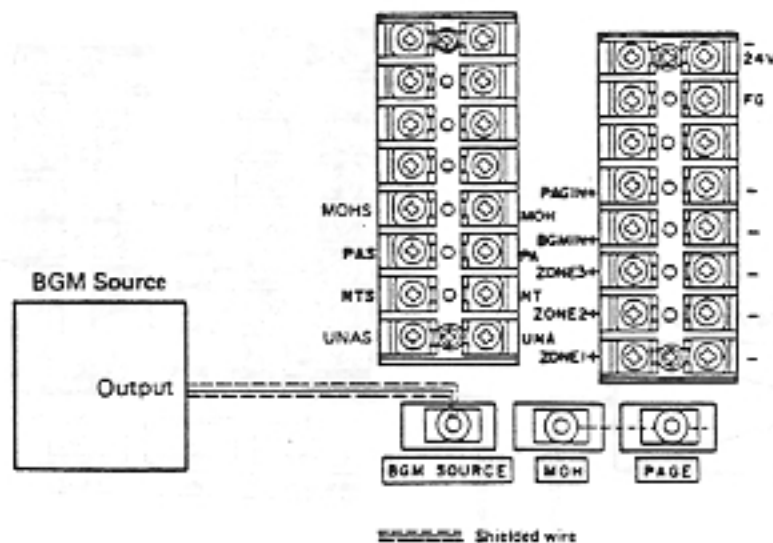 24V
FG
PAGIN+ -
MOHS MOH
BGMIN+ -
PAS PA
ZONE3+ -
BGM Source
NTS NT
ZONE2+ -
UNAS UNA
ZONE1+ -
Output
BGM SOURCE MOH PAGE
Shielded wire